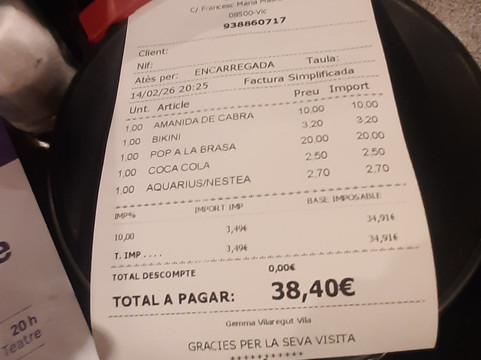 C/ Francesc Maria
08500-Vic
938860717
Client:
Nif:
Atès per: ENCARREGADA Taula:
14/02/26 20:25 Factura Simplificada
Unt. Article Preu Import
1,00 AMANIDA DE CABRA 10,00 10,00
1,00 BIKINI 3,20 3,20
1,00 POP A LA BRASA 20,00 20,00
1,00 COCA COLA 2,50 2,50
1,00 AQUARIUS/NESTEA 2,70 2,70
IMP% IMPORT IMP BASE IMPOSABLE
10,00 3,49€ 34,91€
T. IMP .... 3,49€ 34,91€
TOTAL DESCOMPTE 0,00€
TOTAL A PAGAR: 38,40€
Gemma Vilaregut Vila
GRACIES PER LA SEVA VISITA
***********
e
20 h
Teatre